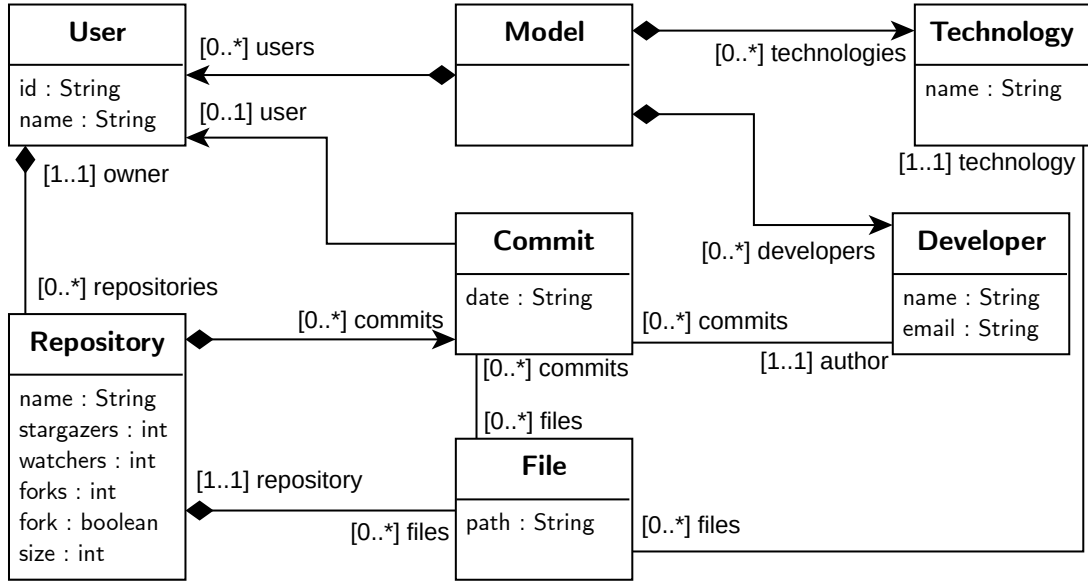 User
id : String
name : String
[0..*] users
[0..1] user
Model
[0..*] technologies
Technology
name : String
[1..1] owner
[1..1] technology
Commit
date : String
[0..*] developers
Developer
name : String
email : String
[0..*] repositories
Repository
name : String
stargazers : int
watchers : int
forks : int
fork : boolean
size : int
[0..*] commits
[0..*] commits
[1..1] author
[0..*] commits
[0..*] files
[1..1] repository
[0..*] files
File
path : String
[0..*] files